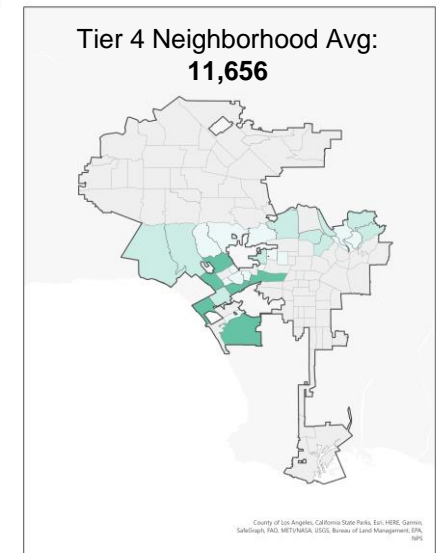 Tier 4 Neighborhood Avg:
11,656
County of Los Angeles, California State Parks, Esri, HERE, Garmin,
SafeGraph, FAO, METI/NASA, USGS, Bureau of Land Management, EPA,
NPS